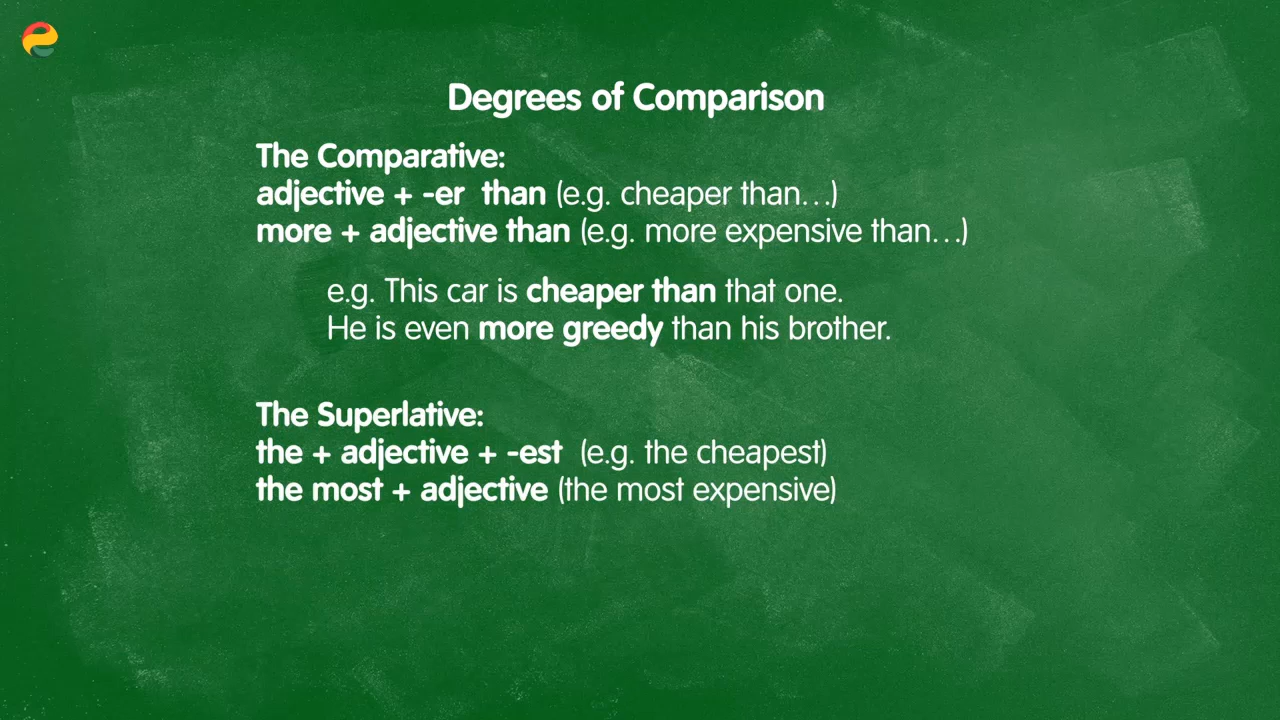 Degrees of Comparison
The Comparative:
adjective + -er than (e.g. cheaper than...)
more + adjective than (e.g. more expensive than...)
e.g. This car is cheaper than that one.
He is even more greedy than his brother.
The Superlative:
the + adjective + -est (e.g. the cheapest)
the most + adjective (the most expensive)